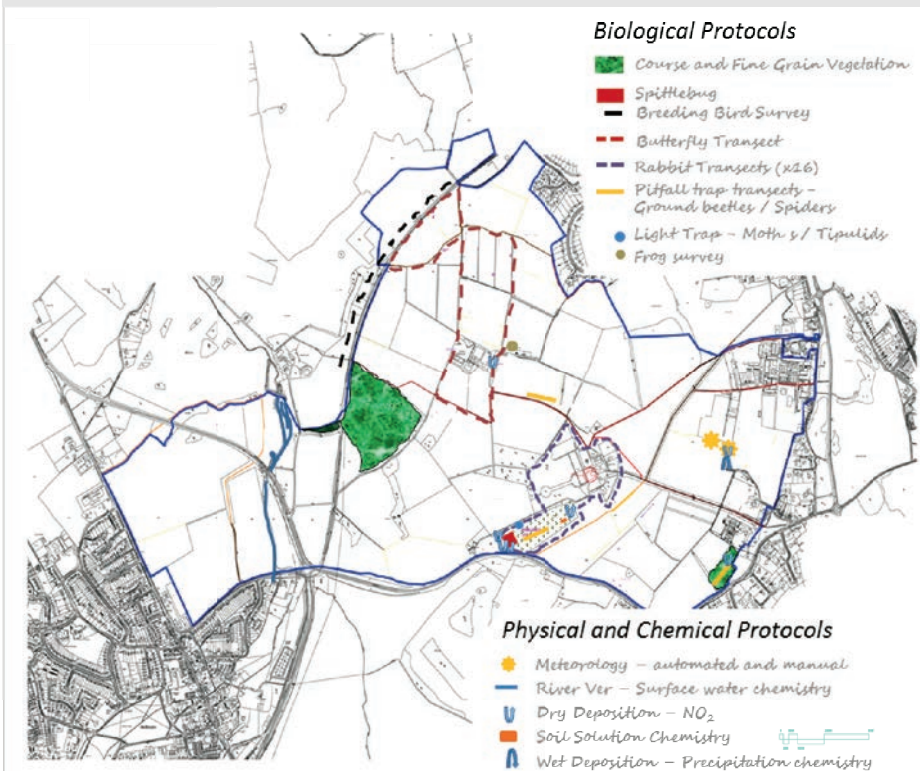 Biological Protocols
Course and Fine Grain Vegetation
Spittlebug
Breeding Bird Survey
Butterfly Transect
Rabbit Transects (x16)
Pitfall trap transects –
Ground beetles / Spiders
Light Trap – Moth s / Tipulids
Frog survey
Physical and Chemical Protocols
Meteorology – automated and manual
River Ver – Surface water chemistry
Dry Deposition – NO₂
Soil Solution Chemistry
Wet Deposition – Precipitation chemistry